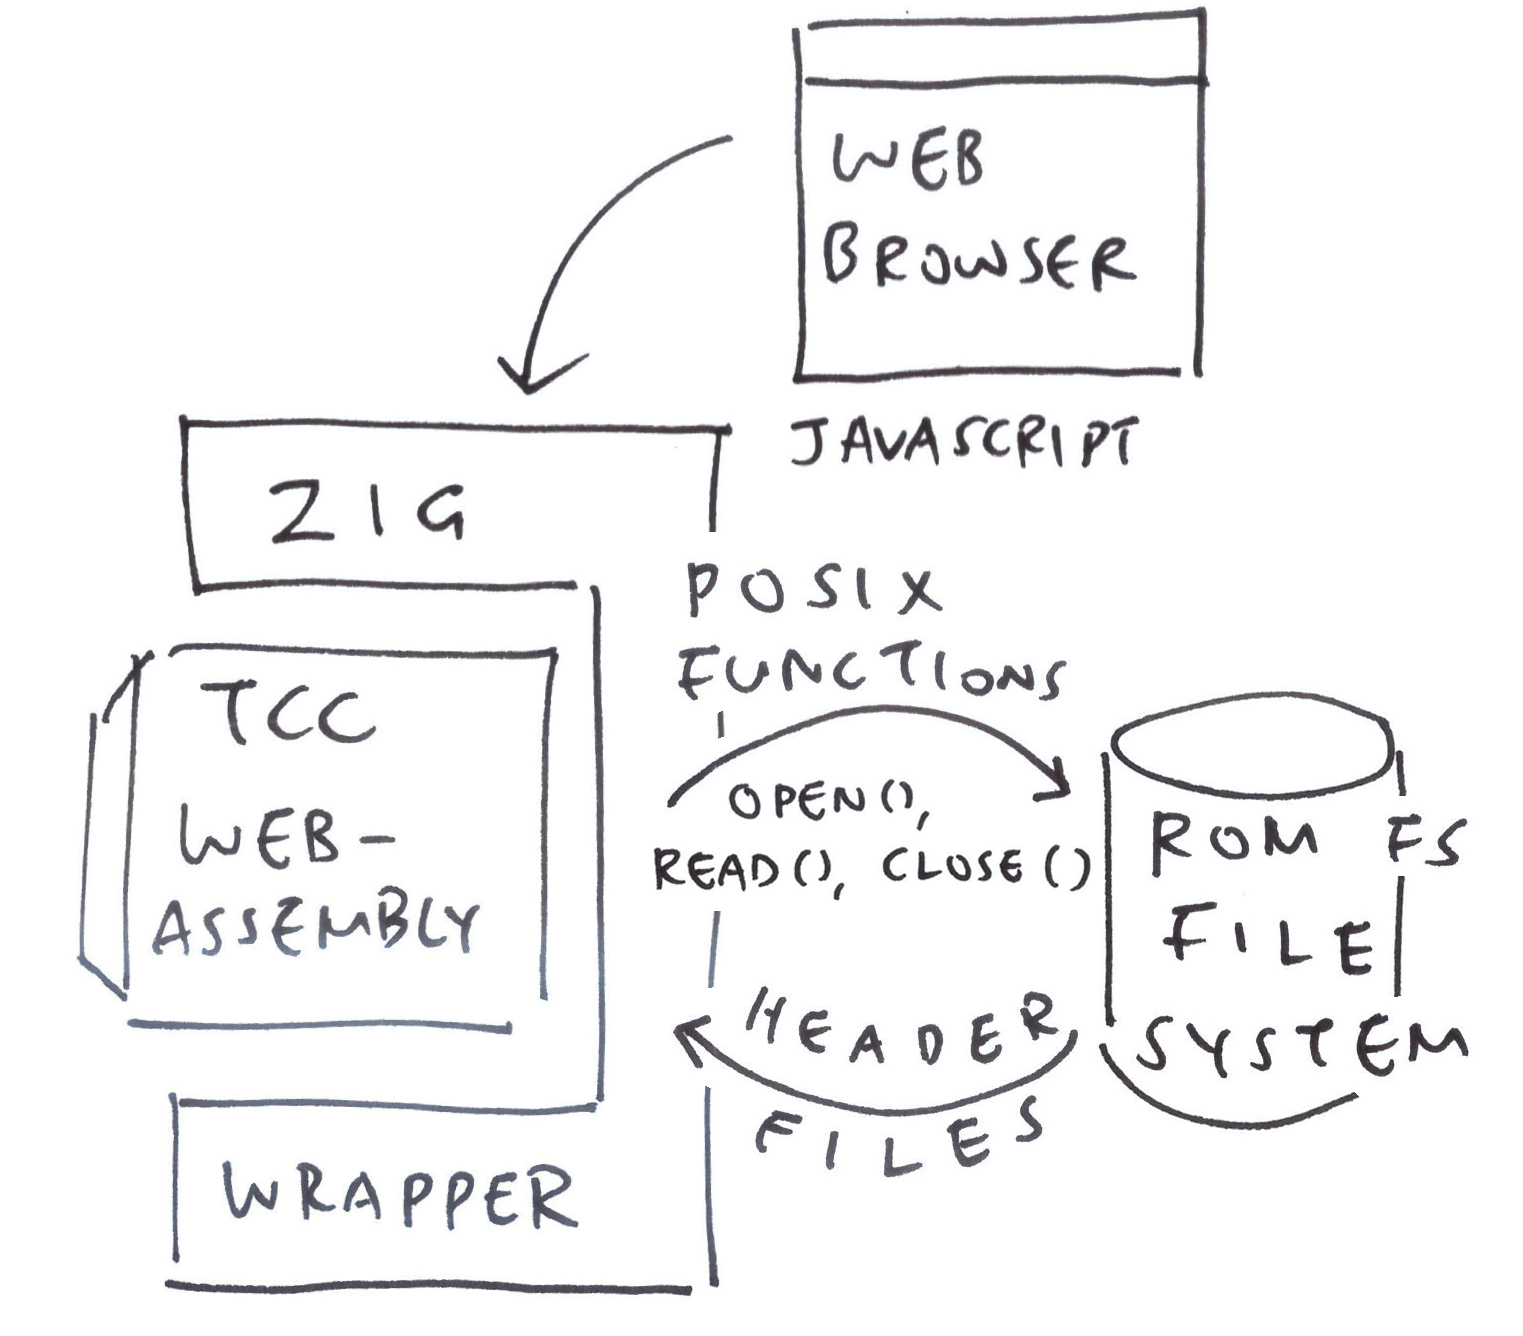 WEB
BROWSER
JAVASCRIPT
ZIG
POSIX
FUNCTIONS
TCC
WEB-
ASSEMBLY
OPEN(),
READ(), CLOSE()
ROM FS
FILE
SYSTEM
HEADER
FILES
WRAPPER